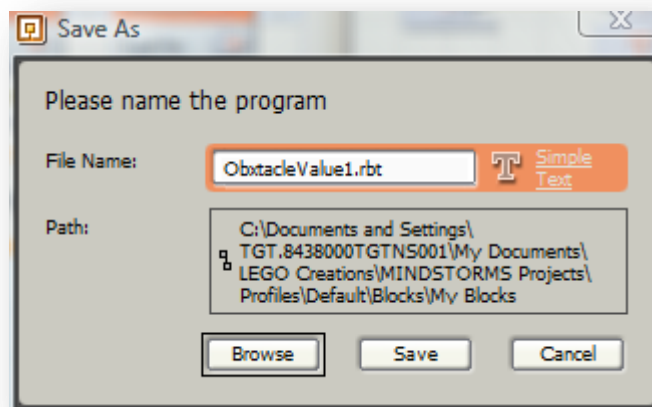 Save As
Please name the program
File Name:
ObxtacleValue1.rbt
Simple
Text
Path:
C:\Documents and Settings\
TGT.8438000TGTNS001\My Documents\
LEGO Creations\MINDSTORMS Projects\
Profiles\Default\Blocks\My Blocks
Browse
Save
Cancel